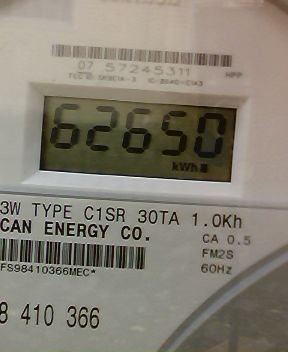 07 57245311
HPP
62650
kWh
3W TYPE C1SR 30TA 1.0Kh
CAN ENERGY CO.
CA 0.5
FM2S
60Hz
FS98410366MEC*
8 410 366